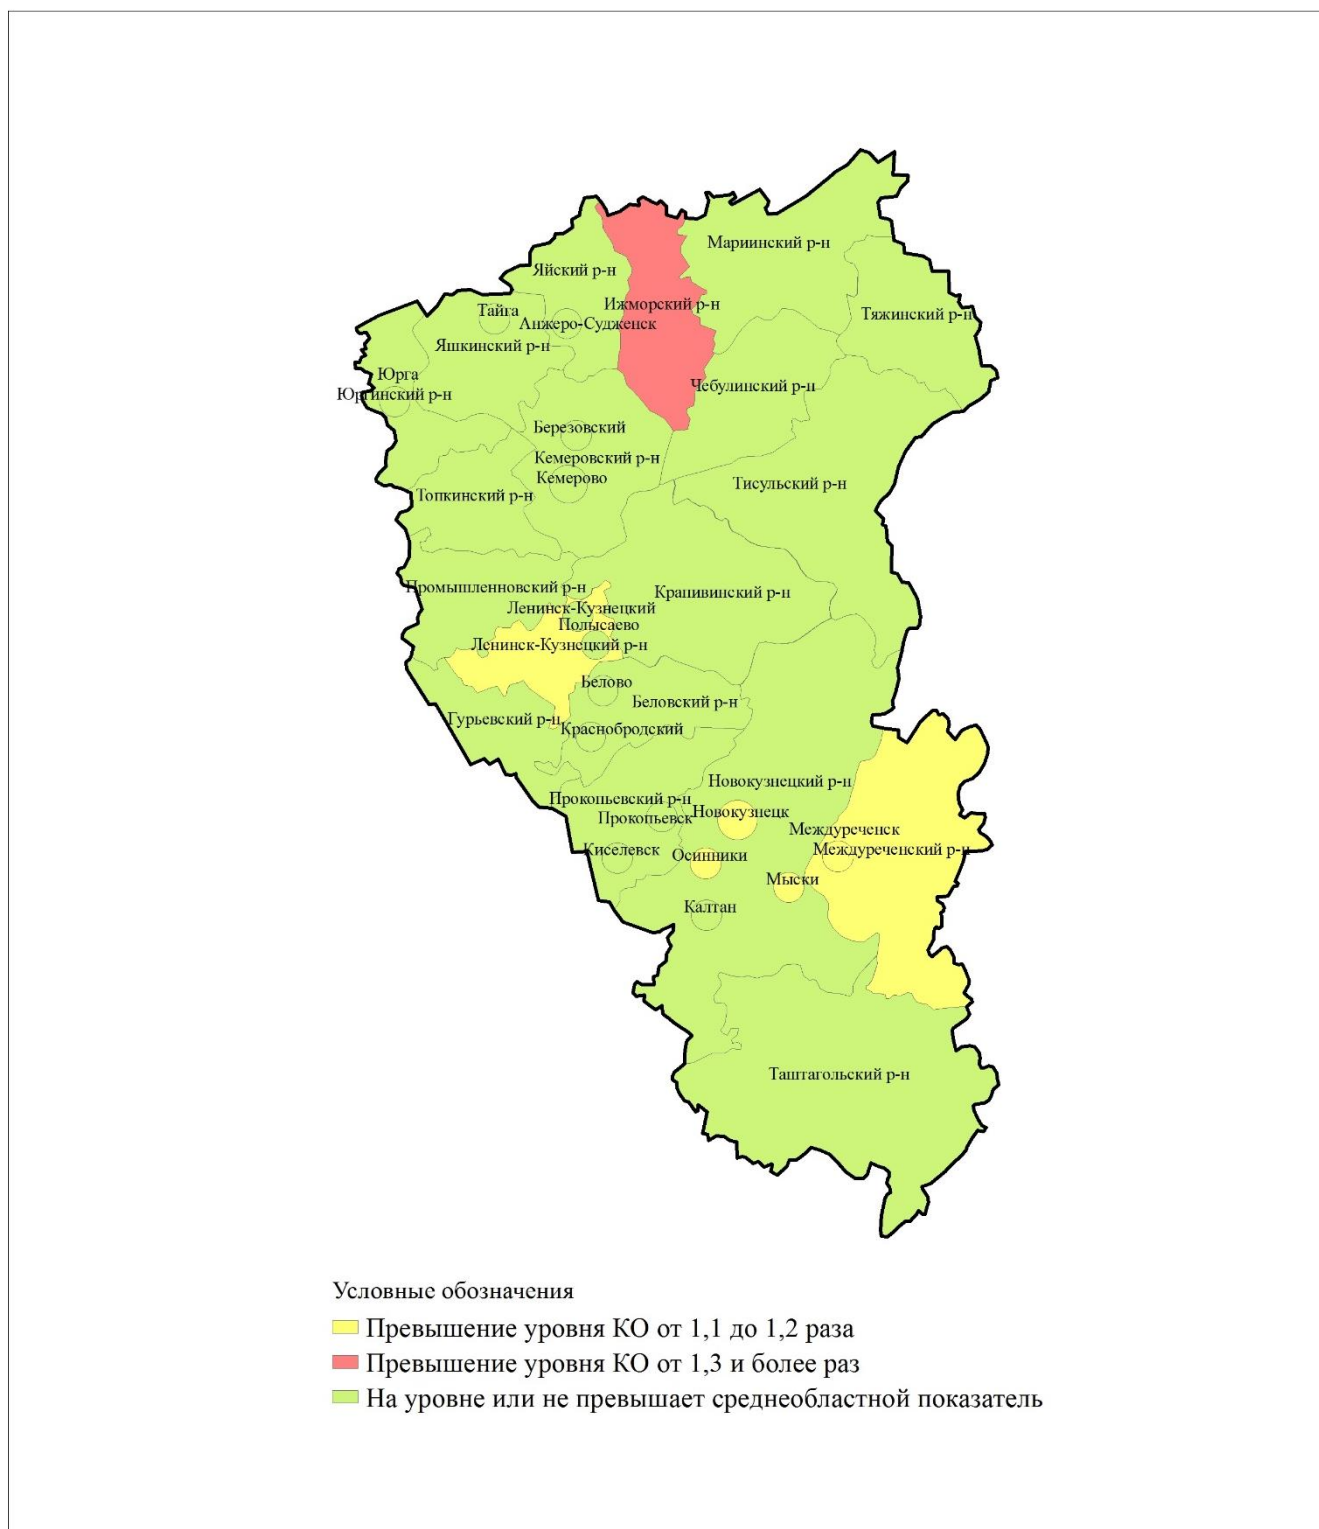 Мариинский р-н
Яйский р-н
Ижморский р-н
Тайга
Тяжинский р-н
Анжеро-Судженск
Яшкинский р-н
Юрга
Чебулинский р-н
Юргинский р-н
Березовский
Кемеровский р-н
Кемерово
Тисульский р-н
Топкинский р-н
Промышленновский р-н
Крапивинский р-н
Ленинск-Кузнецкий
Полысаево
Ленинск-Кузнецкий р-н
Белово
Беловский р-н
Гурьевский р-н
Краснобродский
Новокузнецкий р-н
Прокопьевский р-н
Новокузнецк
Прокопьевск
Междуреченск
Киселевск
Осинники
Междуреченский р-н
Мыски
Калтан
Таштагольский р-н
Условные обозначения
Превышение уровня КО от 1,1 до 1,2 раза
Превышение уровня КО от 1,3 и более раз
На уровне или не превышает среднеобластной показатель